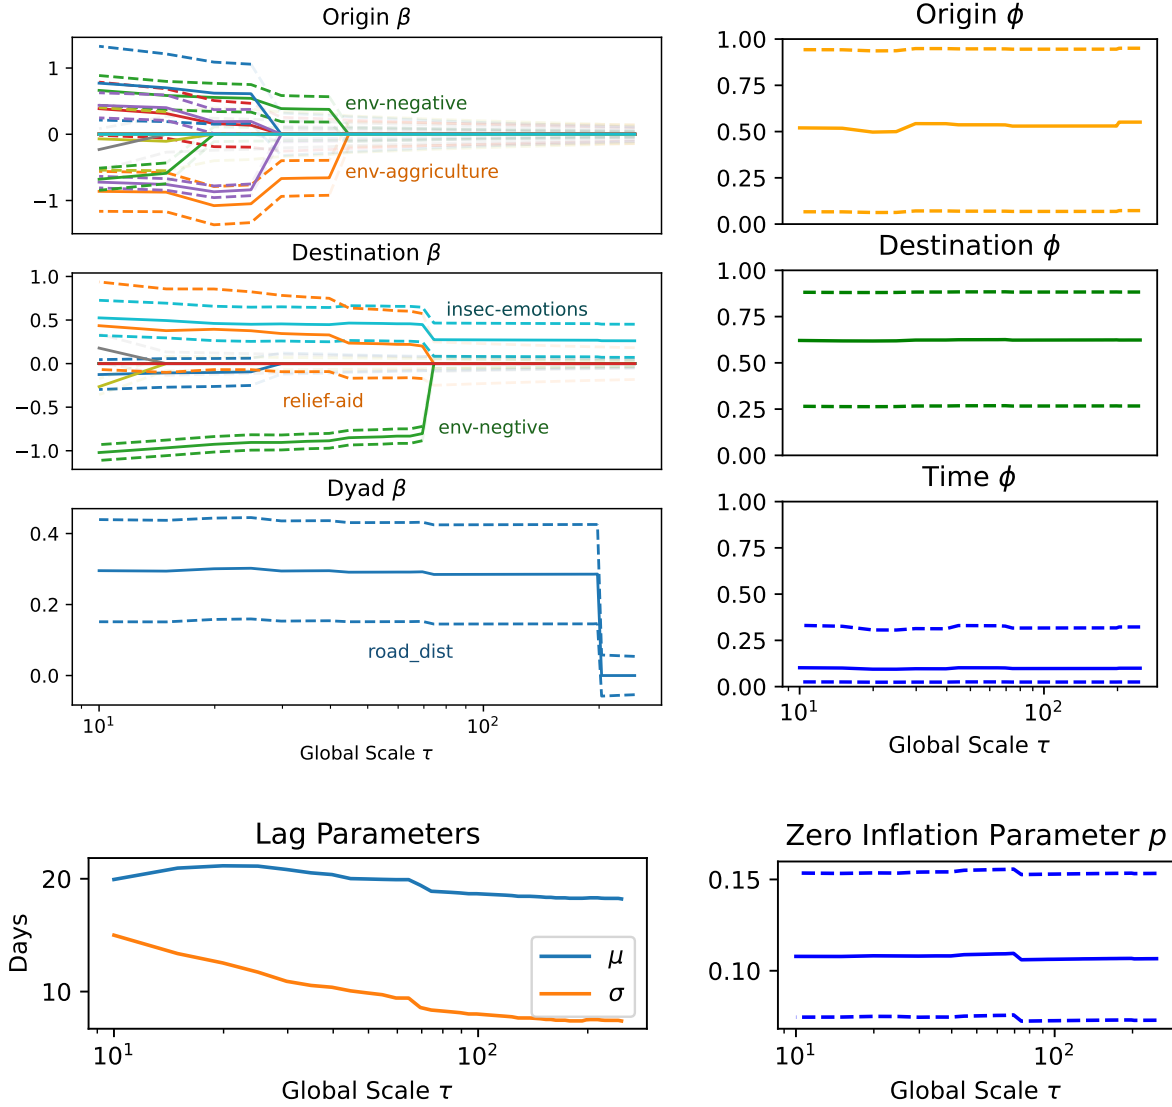 Origin β
1
0
−1
env-negative
env-aggriculture
Origin ϕ
1.00
0.75
0.50
0.25
0.00
Destination β
1.0
0.5
0.0
−0.5
−1.0
insec-emotions
relief-aid
env-negtive
Destination ϕ
1.00
0.75
0.50
0.25
0.00
Dyad β
0.4
0.2
0.0
road_dist
10¹ 10²
Global Scale τ
Time ϕ
1.00
0.75
0.50
0.25
0.00
10¹ 10²
Global Scale τ
Lag Parameters
Days
20
10
μ
σ
10¹ 10²
Global Scale τ
Zero Inflation Parameter p
0.15
0.10
10¹ 10²
Global Scale τ